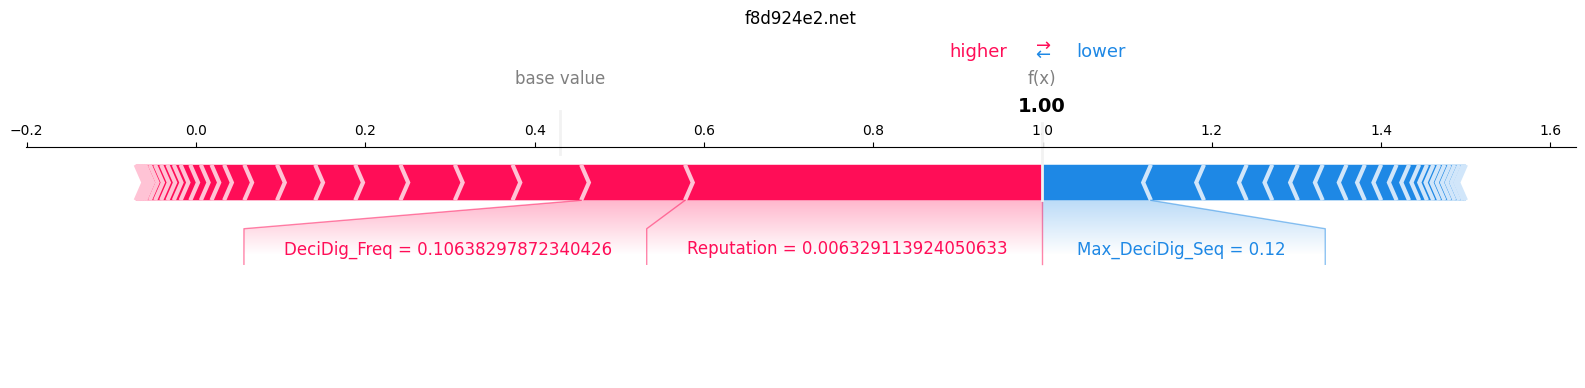 f8d924e2.net
higher → ← lower
base value f(x)
1.00
−0.2 0.0 0.2 0.4 0.6 0.8 1.0 1.2 1.4 1.6
DeciDig_Freq = 0.10638297872340426 Reputation = 0.006329113924050633 Max_DeciDig_Seq = 0.12